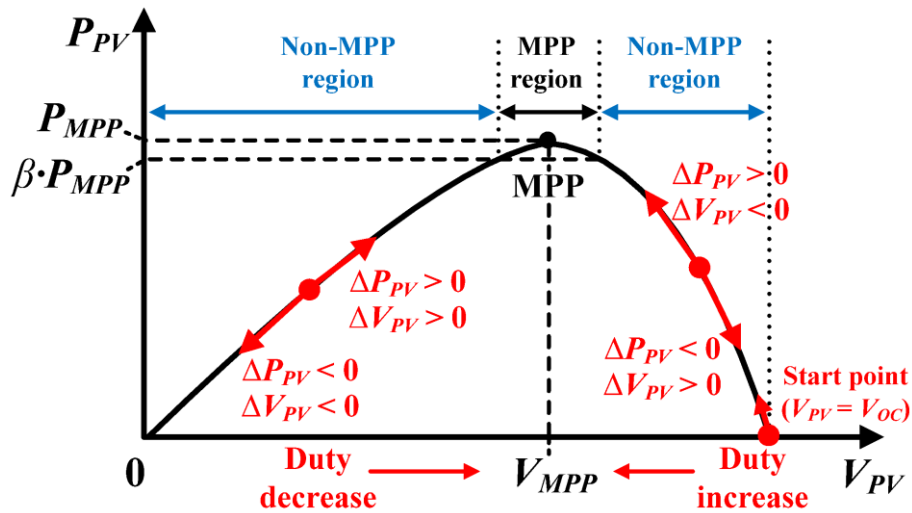 P_PV
Non-MPP
region
MPP
region
Non-MPP
region
P_MPP
β·P_MPP
MPP
ΔP_PV > 0
ΔV_PV < 0
ΔP_PV > 0
ΔV_PV > 0
ΔP_PV < 0
ΔV_PV < 0
ΔP_PV < 0
ΔV_PV > 0
Start point
(V_PV = V_OC)
0
Duty
decrease
V_MPP
Duty
increase
V_PV